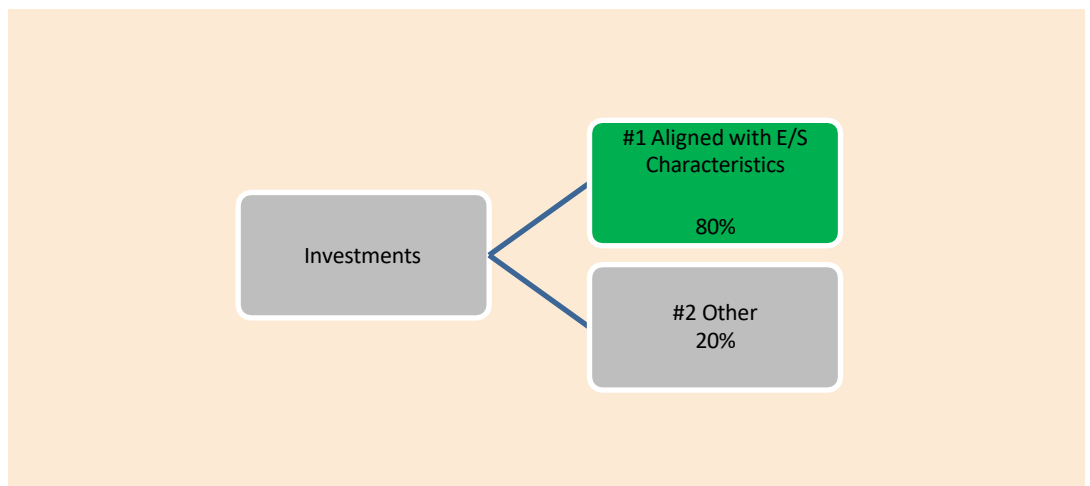 Investments
#1 Aligned with E/S
Characteristics
80%
#2 Other
20%